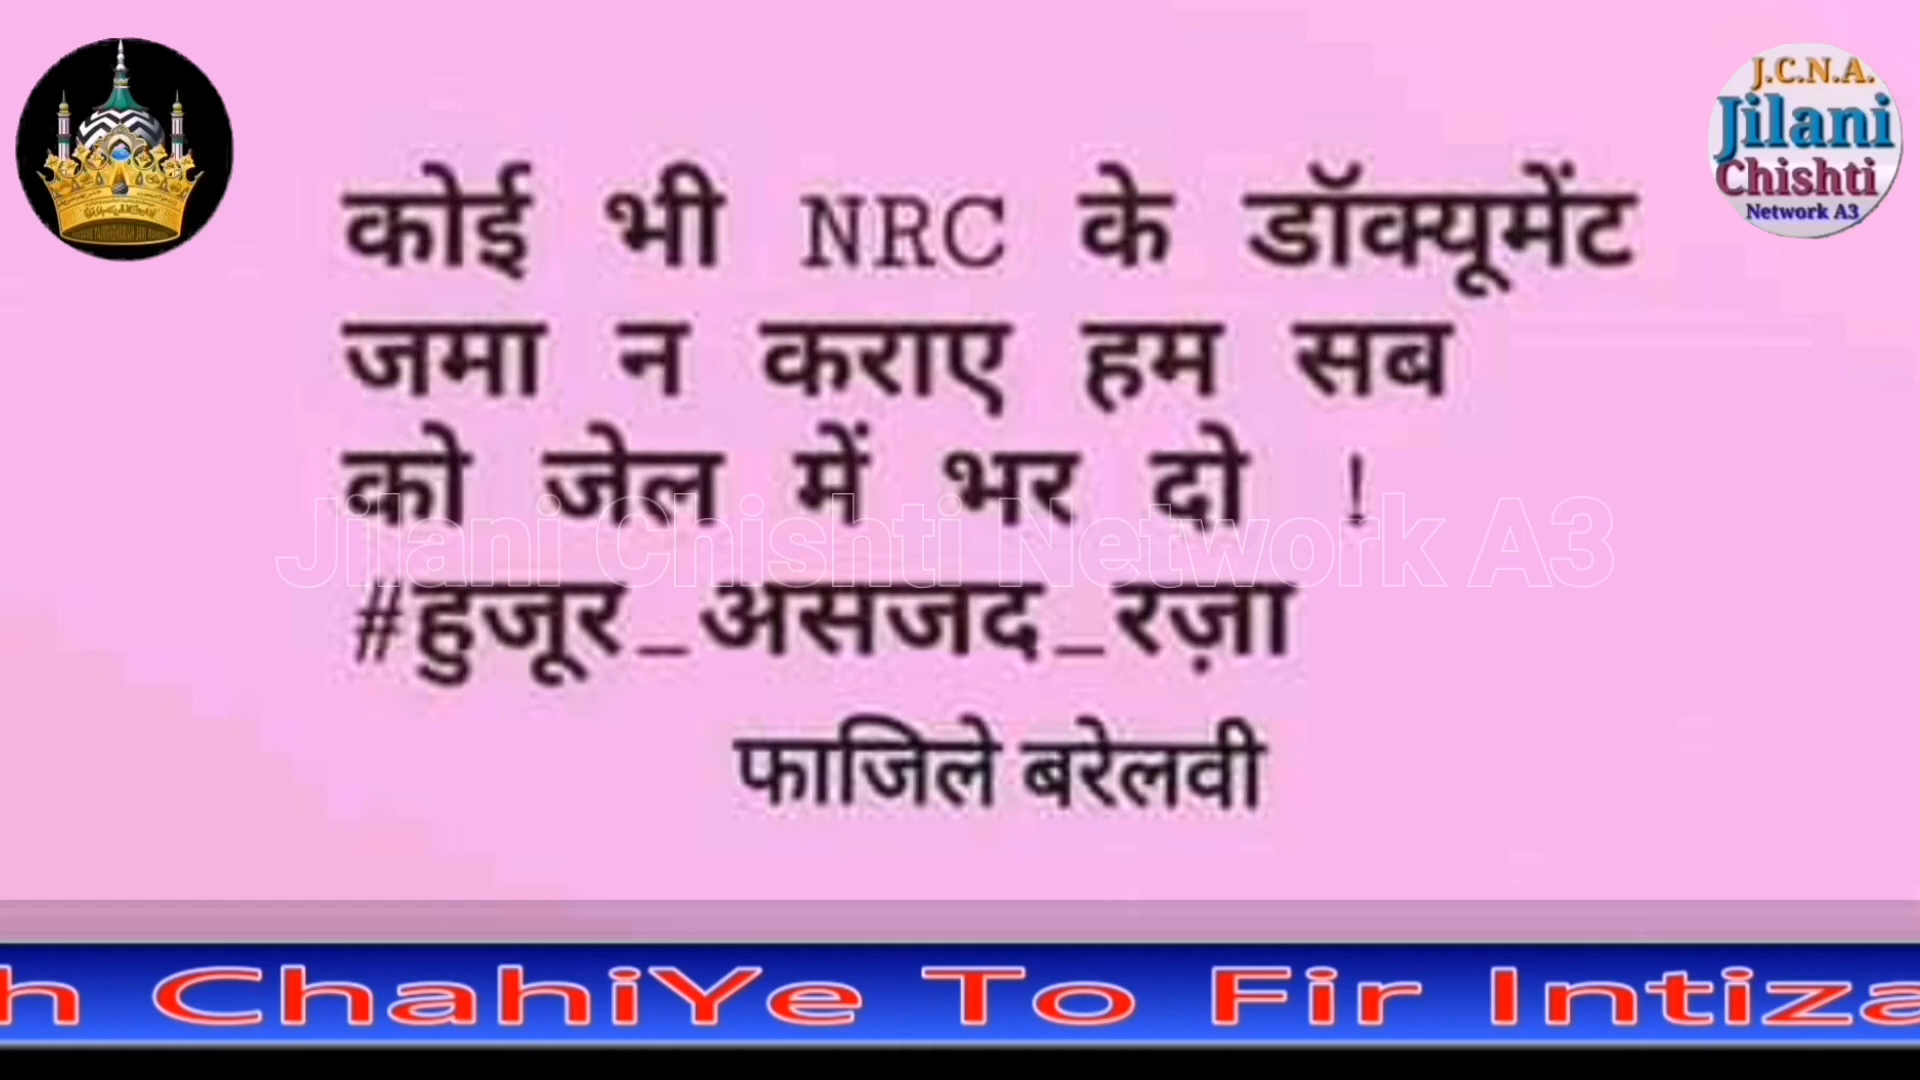 J.C.N.A.
Jilani
Chishti
Network A3
कोई भी NRC के डॉक्यूमेंट
जमा न कराए हम सब
को जेल में भर दो !
Jilani Chishti Network A3
#हुजूर_असजद_रज़ा
फाजिले बरेलवी
h ChahiYe To Fir Intiza